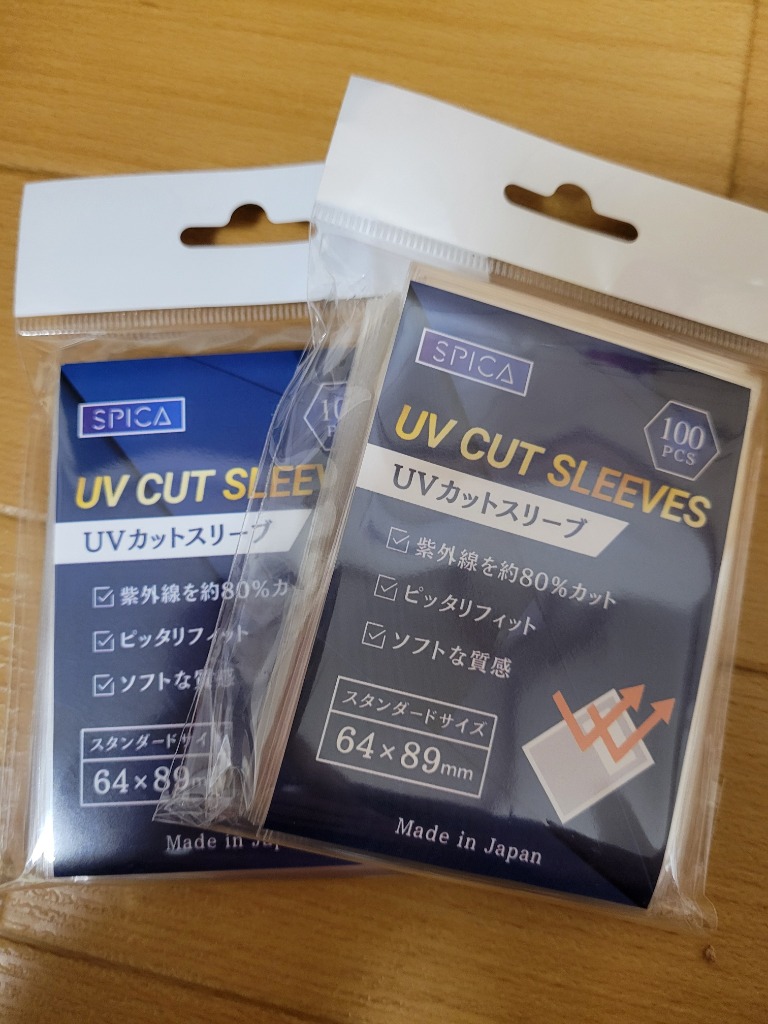 SPICA
UV CUT SLEEV
UVカットスリーブ
紫外線を約80%カ
ピッタリフィット
ソフトな質感
スタンダードサイ
64×89mm
Made in Jap
SPICA
100
PCS
UV CUT SLEEVES
UVカットスリーブ
紫外線を約80%カット
ピッタリフィット
ソフトな質感
スタンダードサイズ
64×89mm
Made in Japan